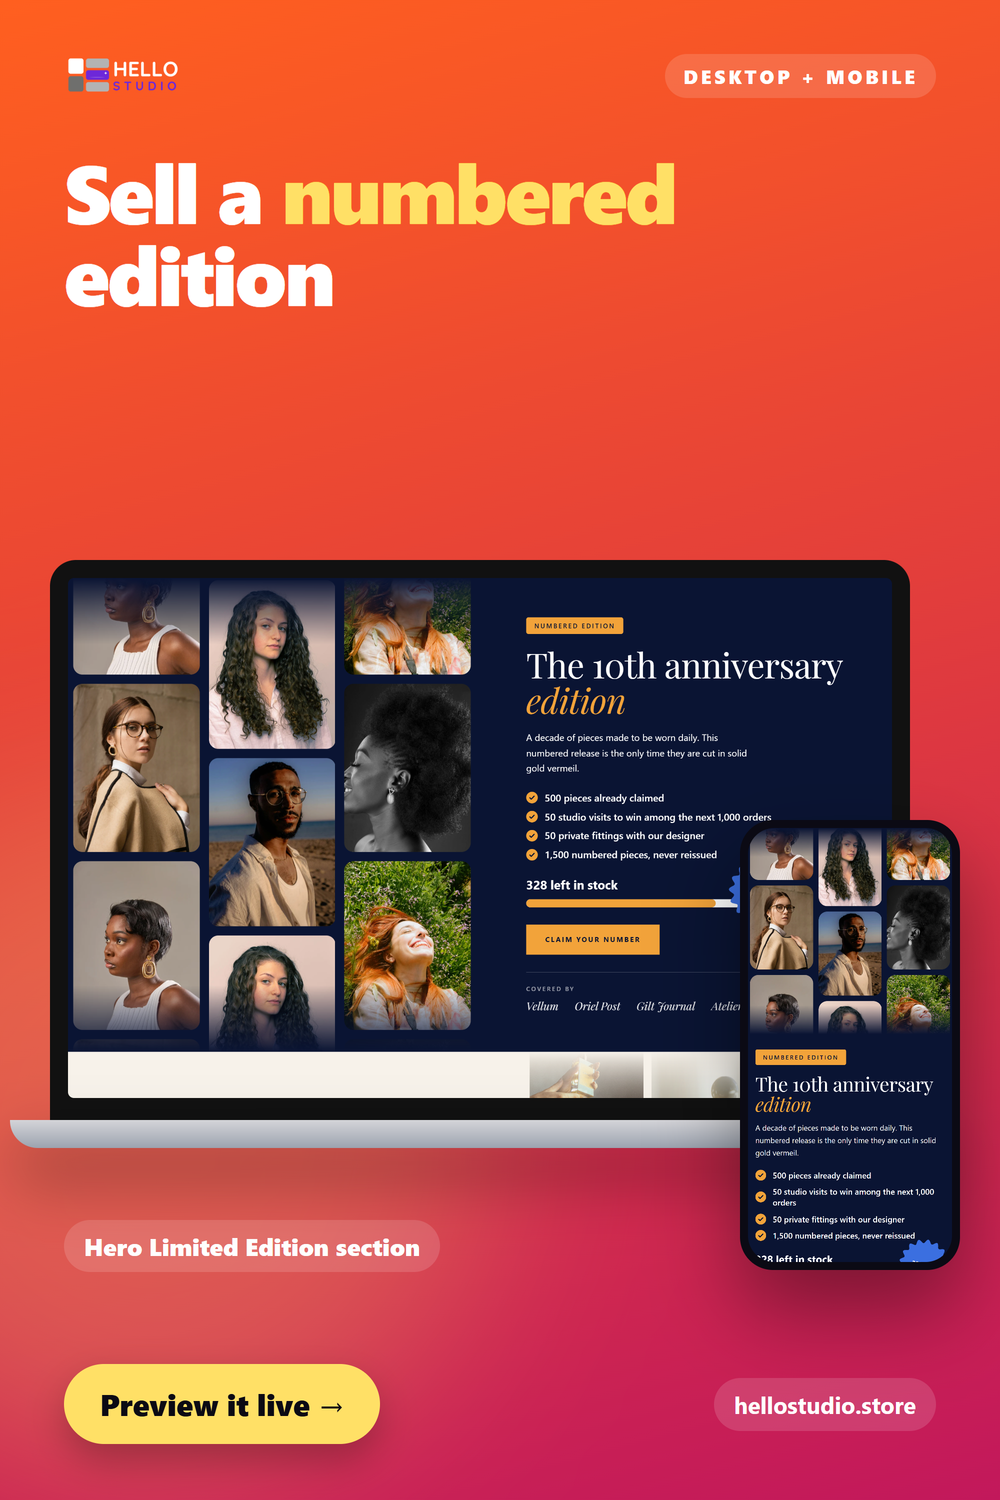 HELLO
STUDIO
DESKTOP + MOBILE
Sell a numbered
edition
NUMBERED EDITION
The 10th anniversary
edition
A decade of pieces made to be worn daily. This
numbered release is the only time they are cut in solid
gold vermeil.
500 pieces already claimed
50 studio visits to win among the next 1,000 orders
50 private fittings with our designer
1,500 numbered pieces, never reissued
328 left in stock
CLAIM YOUR NUMBER
COVERED BY
Vellum Oriel Post Gilt Journal Atelier
NUMBERED EDITION
The 10th anniversary
edition
A decade of pieces made to be worn daily. This
numbered release is the only time they are cut in solid
gold vermeil.
500 pieces already claimed
50 studio visits to win among the next 1,000
orders
50 private fittings with our designer
1,500 numbered pieces, never reissued
328 left in stock
Hero Limited Edition section
Preview it live →
hellostudio.store